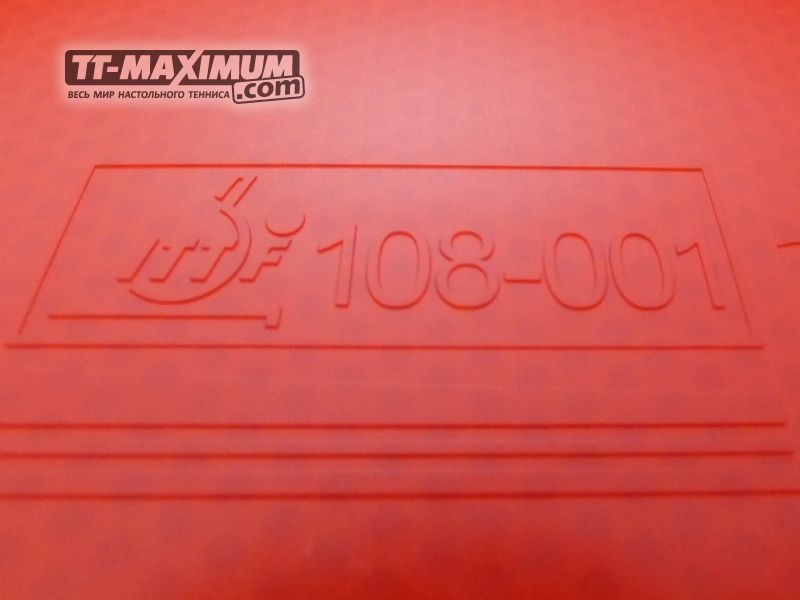 TT-MAXIMUM
.com
ВЕСЬ МИР НАСТОЛЬНОГО ТЕННИСА
ITTF 108-001